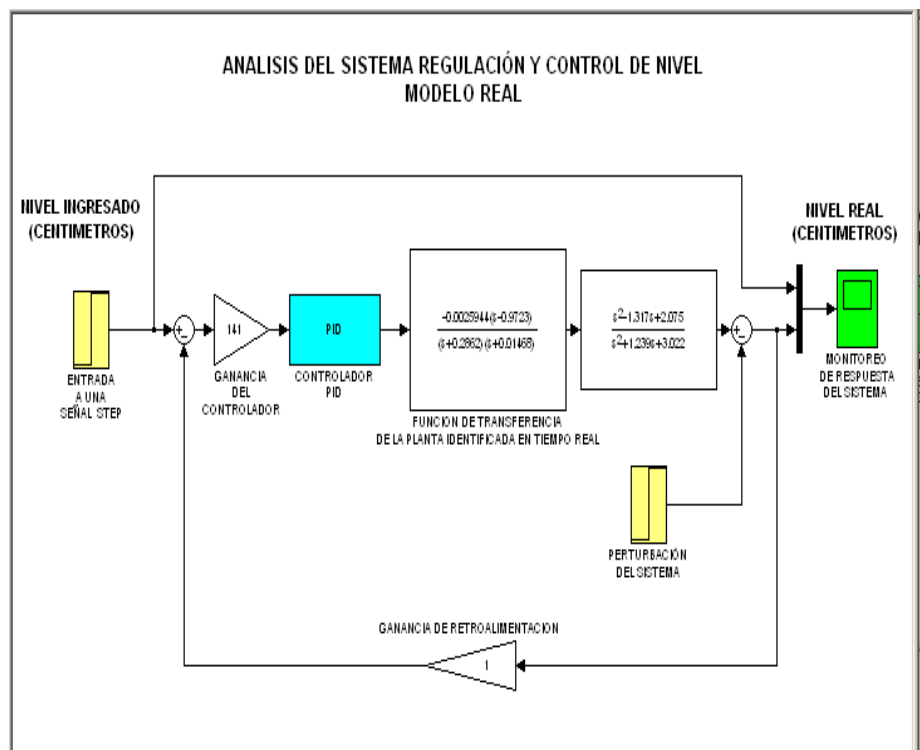 ANALISIS DEL SISTEMA REGULACIÓN Y CONTROL DE NIVEL
MODELO REAL
NIVEL INGRESADO
(CENTIMETROS)
NIVEL REAL
(CENTIMETROS)
+
-
141
PID
-0.0025944(s-0.9723)
(s+0.2862)(s+0.01468)
s2-1.317s+2.075
s2+1.239s+3.022
+
-
ENTRADA
A UNA
SEÑAL STEP
GANANCIA
DEL
CONTROLADOR
CONTROLADOR
PID
FUNCION DE TRANSFERENCIA
DE LA PLANTA IDENTIFICADA EN TIEMPO REAL
MONITOREO
DE RESPUESTA
DEL SISTEMA
PERTURBACIÓN
DEL SISTEMA
GANANCIA DE RETROALIMENTACION
1